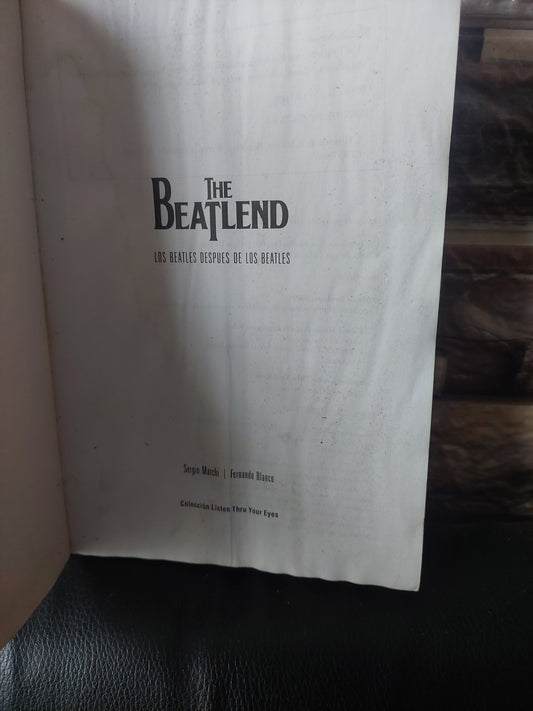 THE
BEATLEND
LOS BEATLES DESPUES DE LOS BEATLES
Sergio Marchi | Fernando Blanco
Colección Listen Thru Your Eyes